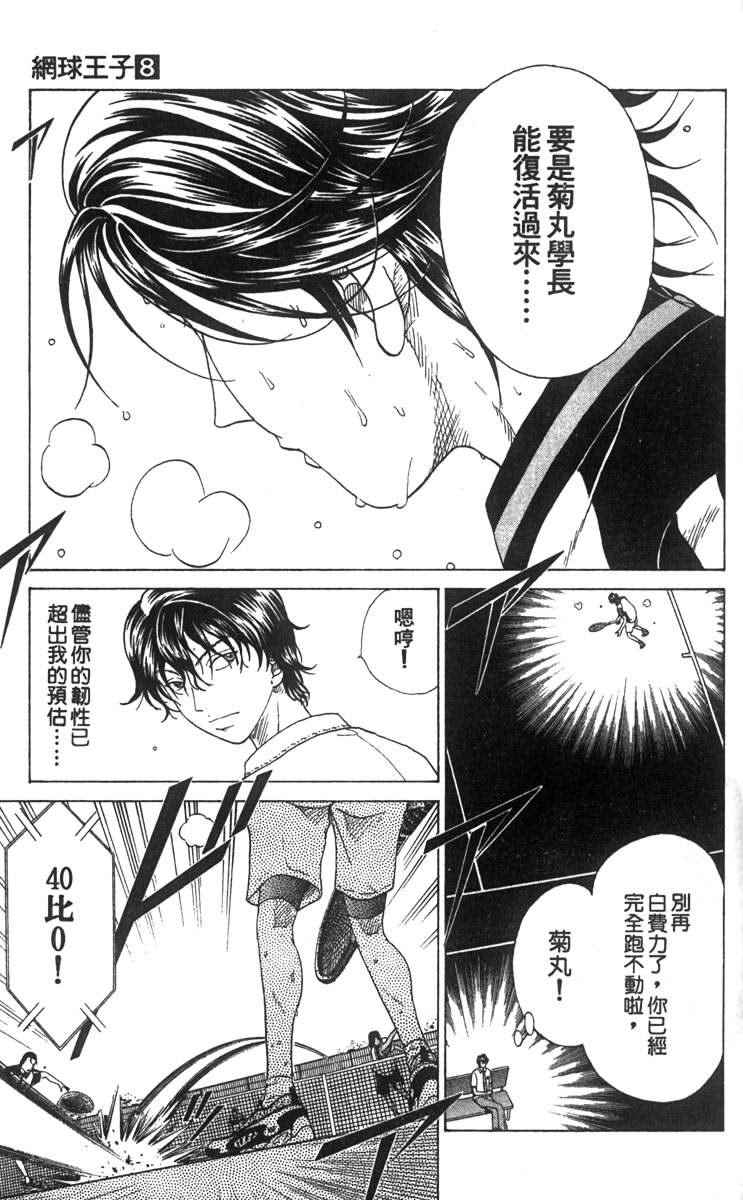 網球王子8
要是菊丸學長
能復活過來……
嗯哼！
儘管你的韌性已
超出我的預估……
別再
白費力了，你已經
完全跑不動啦，
菊丸！
40比0！